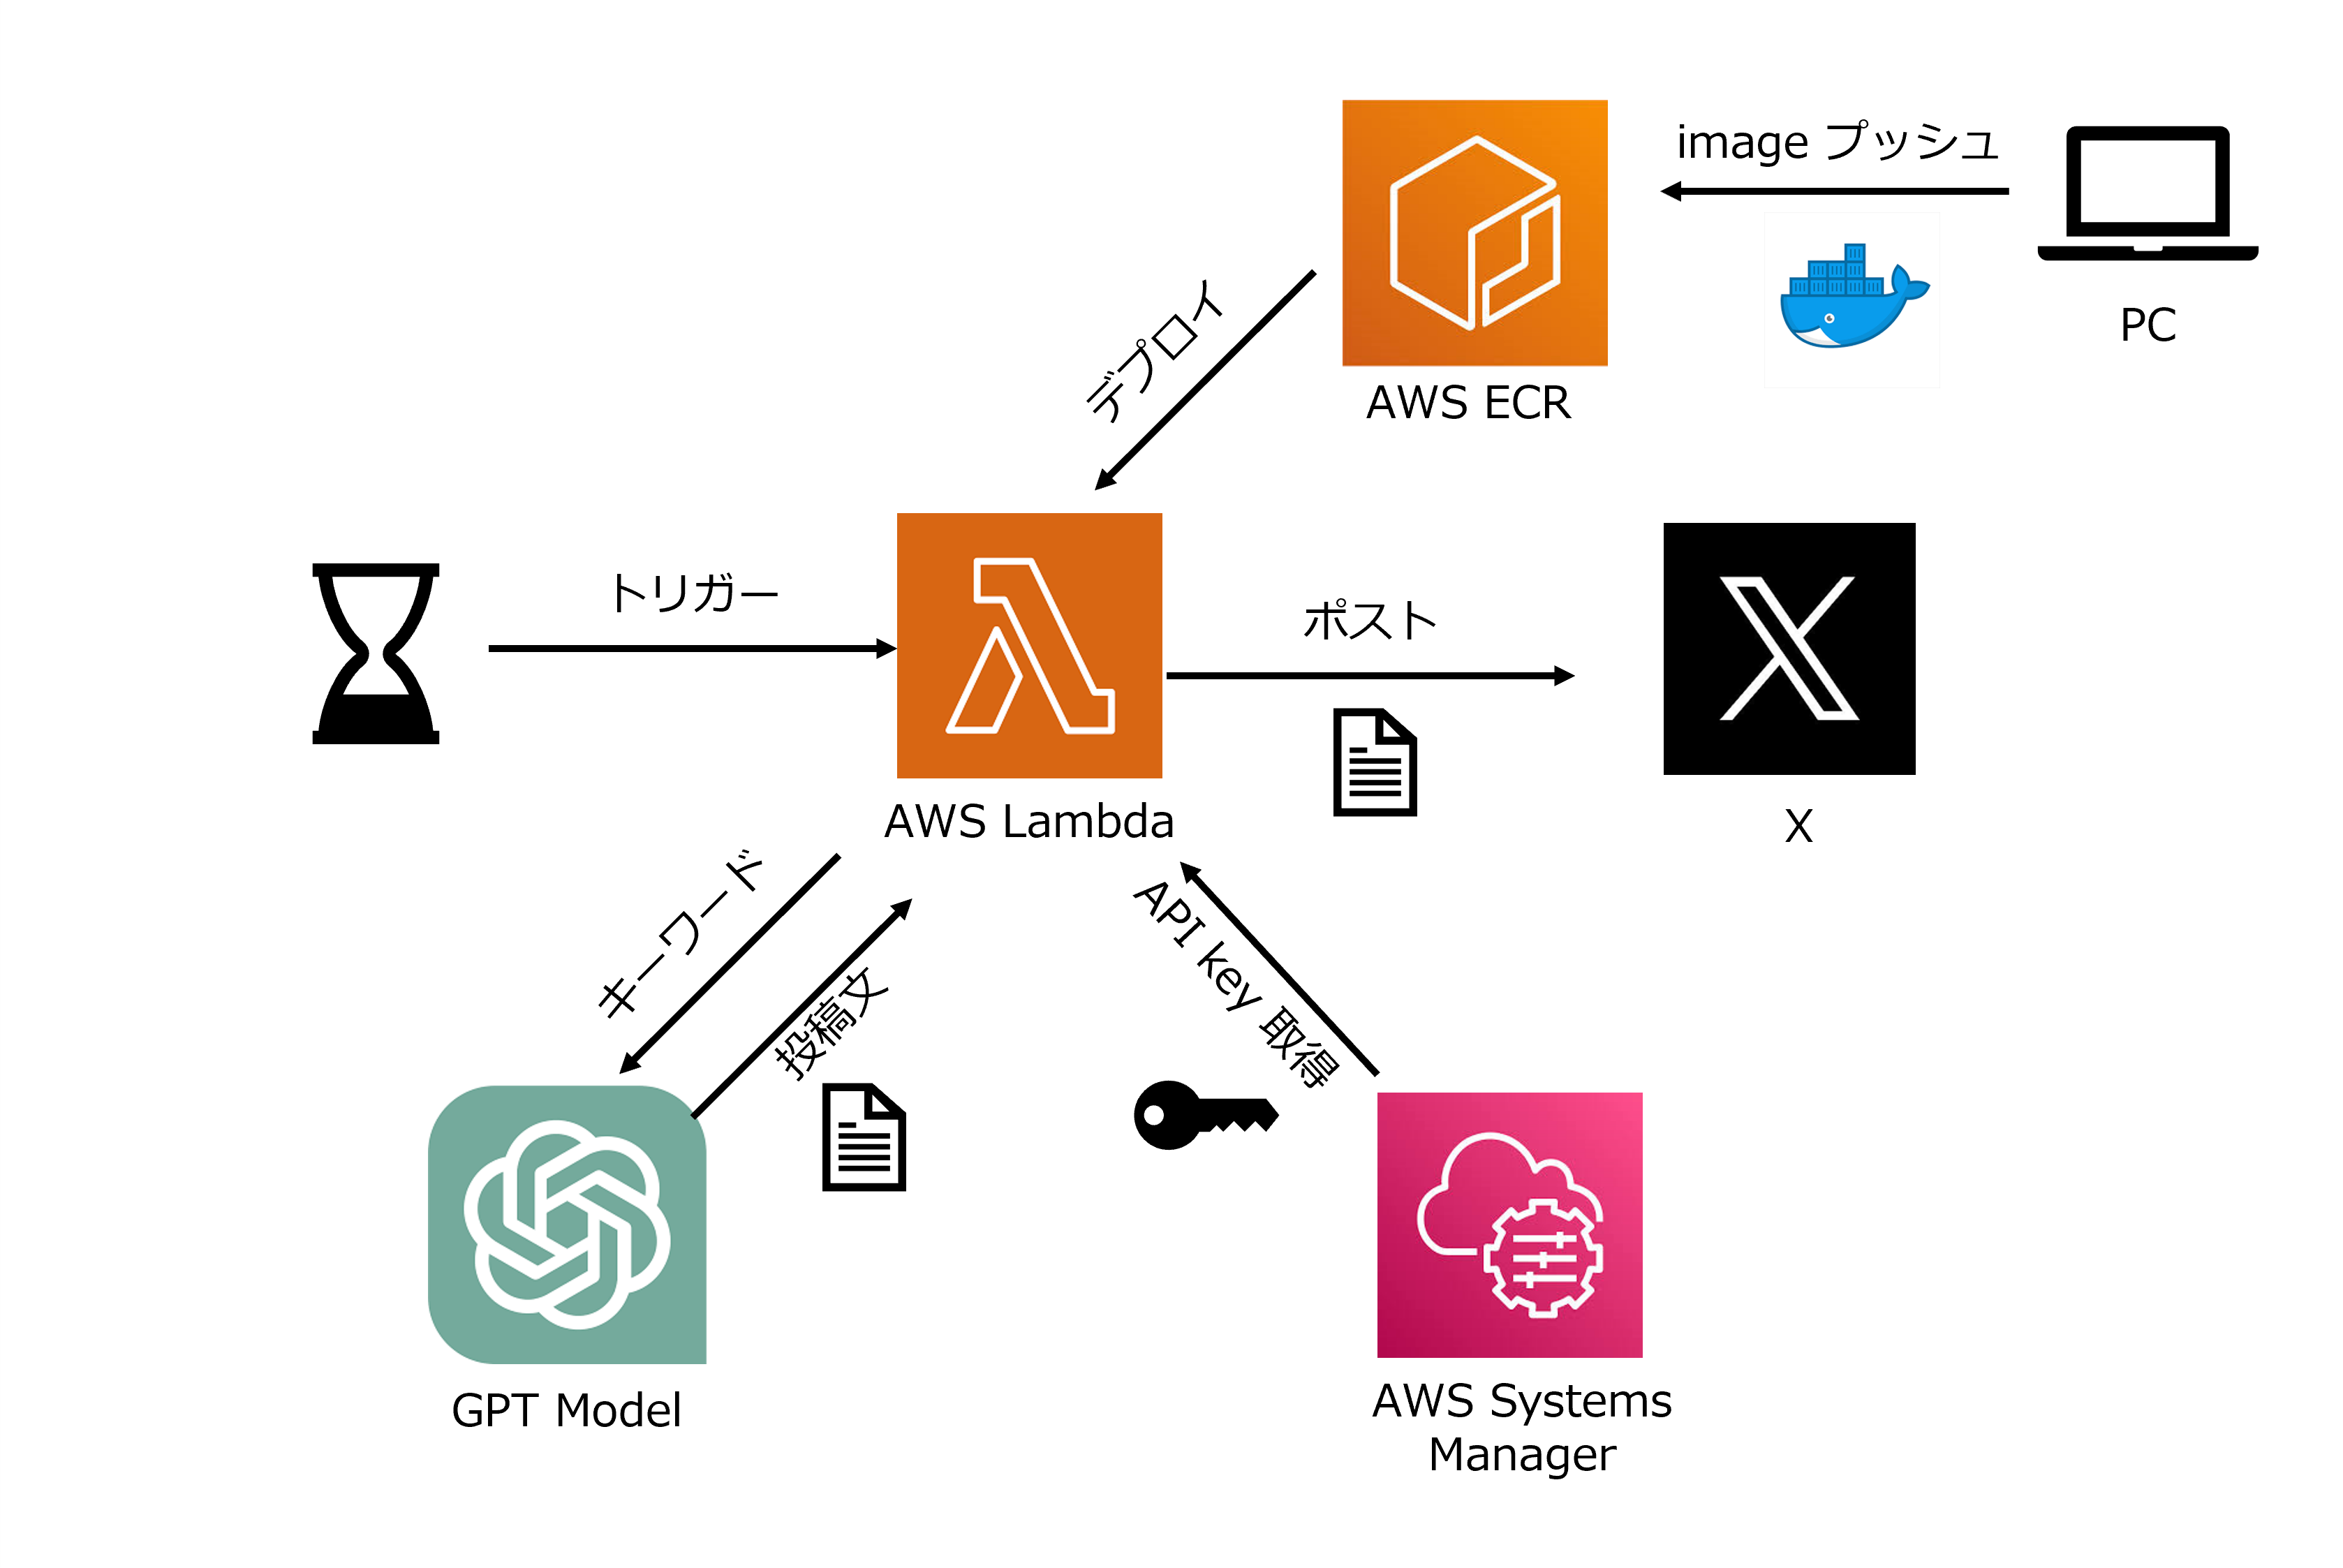 image プッシュ
PC
AWS ECR
デプロイ
トリガー
ポスト
AWS Lambda
X
キーワード
投稿文
API key 取得
GPT Model
AWS Systems
Manager